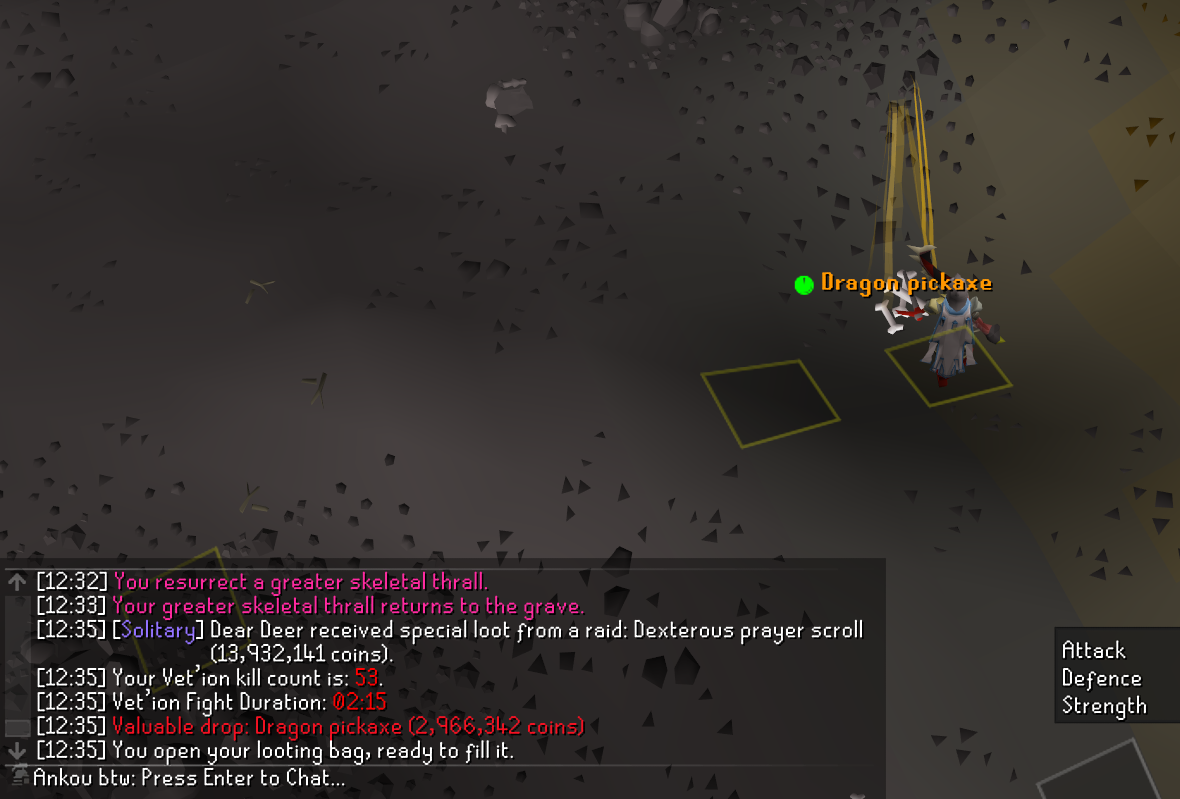 Dragon pickaxe
[12:32] You resurrect a greater skeletal thrall.
[12:33] Your greater skeletal thrall returns to the grave.
[12:35] [Solitary] Dear Deer received special loot from a raid: Dexterous prayer scroll
(13,932,141 coins).
[12:35] Your Vet'ion kill count is: 53.
[12:35] Vet'ion Fight Duration: 02:15
[12:35] Valuable drop: Dragon pickaxe (2,966,342 coins)
[12:35] You open your looting bag, ready to fill it.
Ankou btw: Press Enter to Chat...
Attack
Defence
Strength